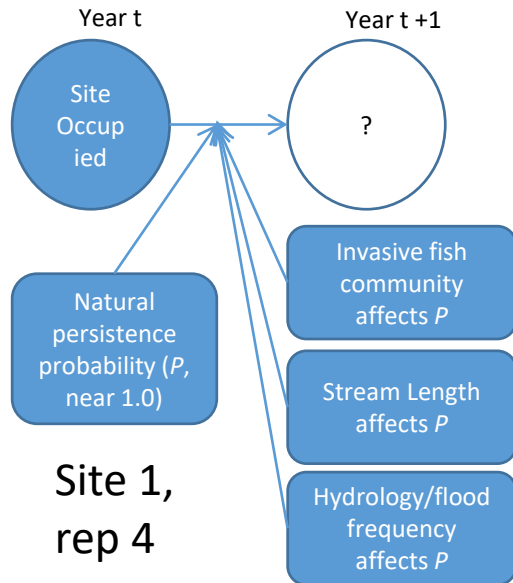 Year t
Year t +1
Site
Occup
ied
?
Natural
persistence
probability (P,
near 1.0)
Invasive fish
community
affects P
Stream Length
affects P
Hydrology/flood
frequency
affects P
Site 1,
rep 4